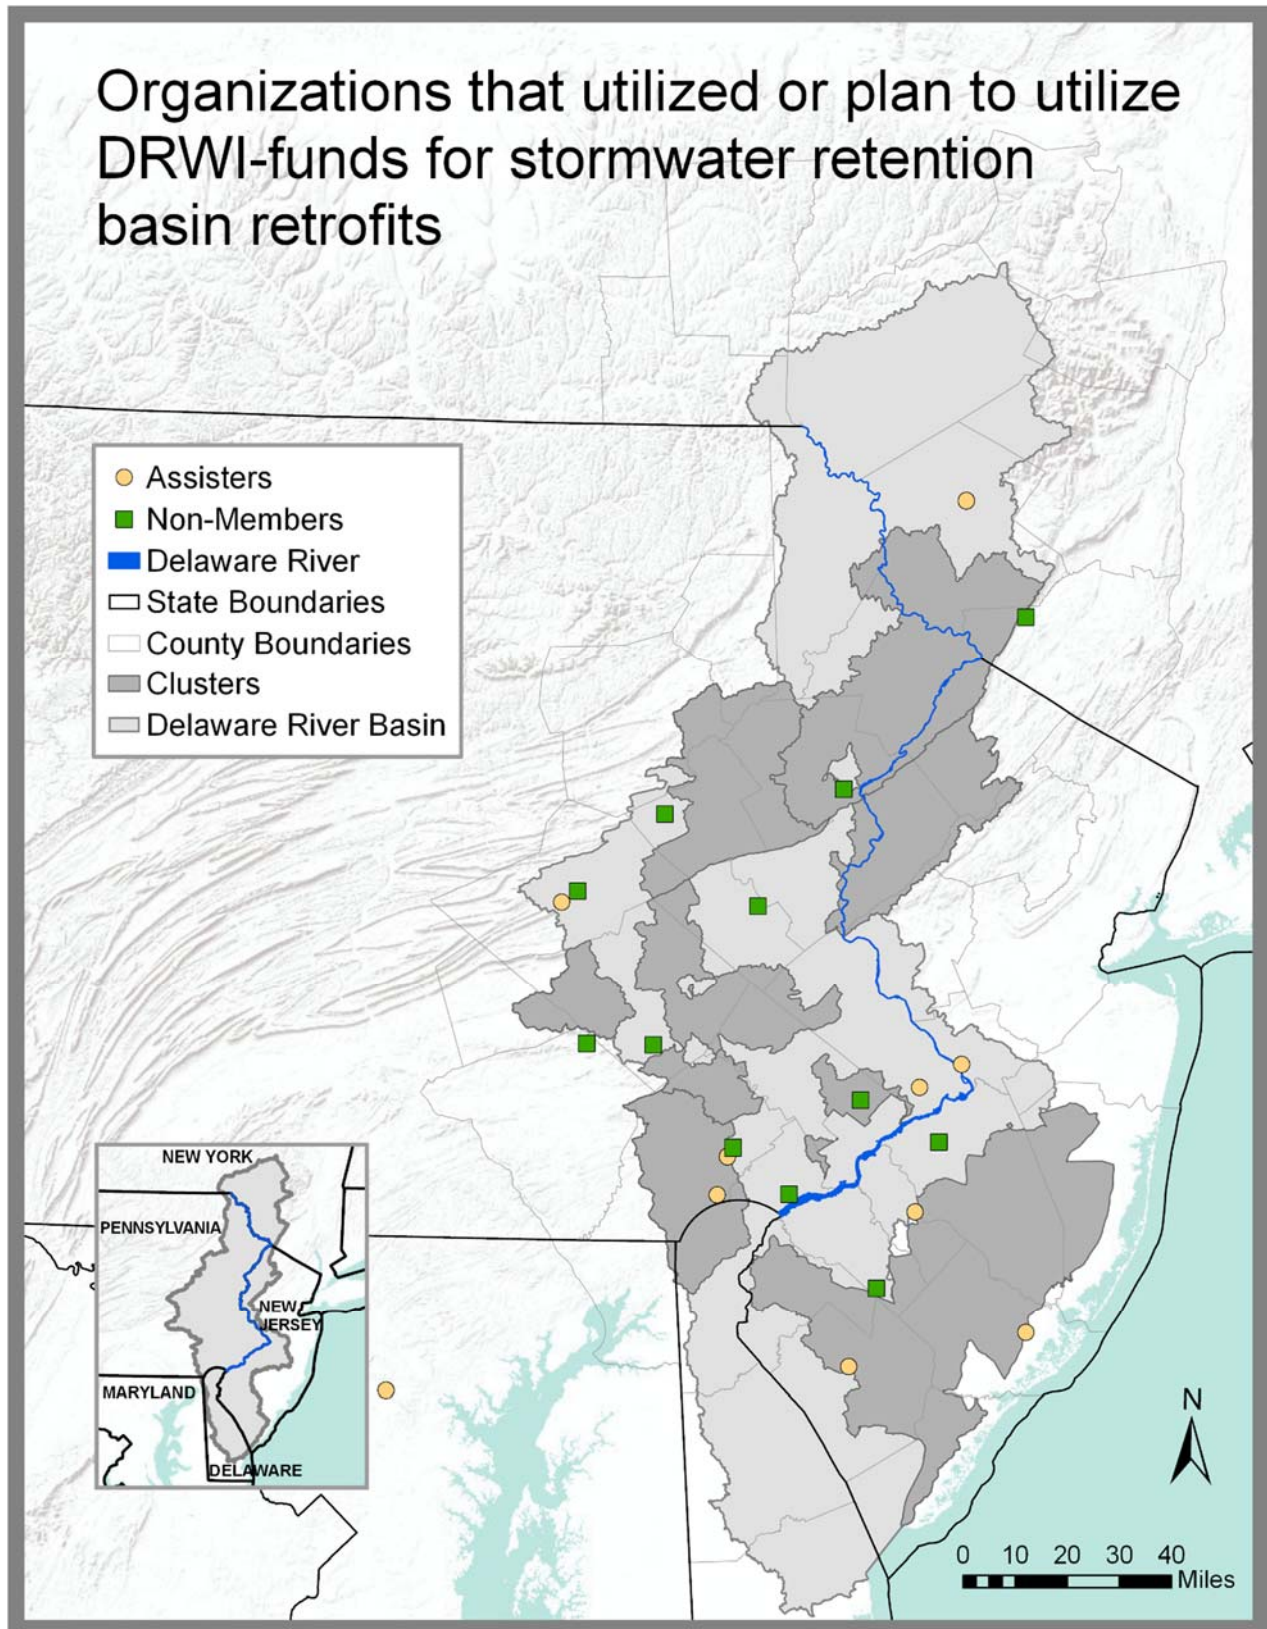 Organizations that utilized or plan to utilize
DRWI-funds for stormwater retention
basin retrofits
Assisters
Non-Members
Delaware River
State Boundaries
County Boundaries
Clusters
Delaware River Basin
NEW YORK
PENNSYLVANIA
NEW
JERSEY
MARYLAND
DELAWARE
N
0 10 20 30 40
Miles